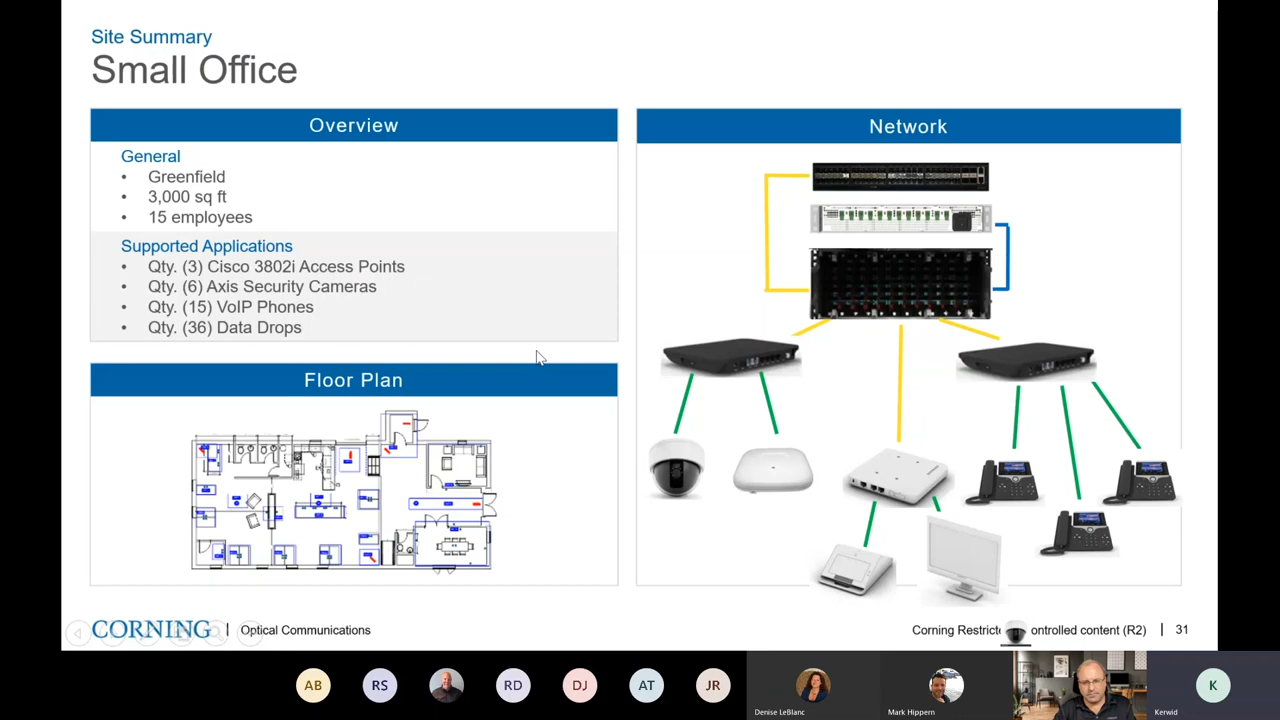 Site Summary
Small Office
Overview
General
• Greenfield
• 3,000 sq ft
• 15 employees
Supported Applications
• Qty. (3) Cisco 3802i Access Points
• Qty. (6) Axis Security Cameras
• Qty. (15) VoIP Phones
• Qty. (36) Data Drops
Floor Plan
Network
CORNING | Optical Communications
Corning Restricte ontrolled content (R2) | 31
AB
RS
RD
DJ
AT
JR
K
Denise LeBlanc
Mark Hippern
Kerwid